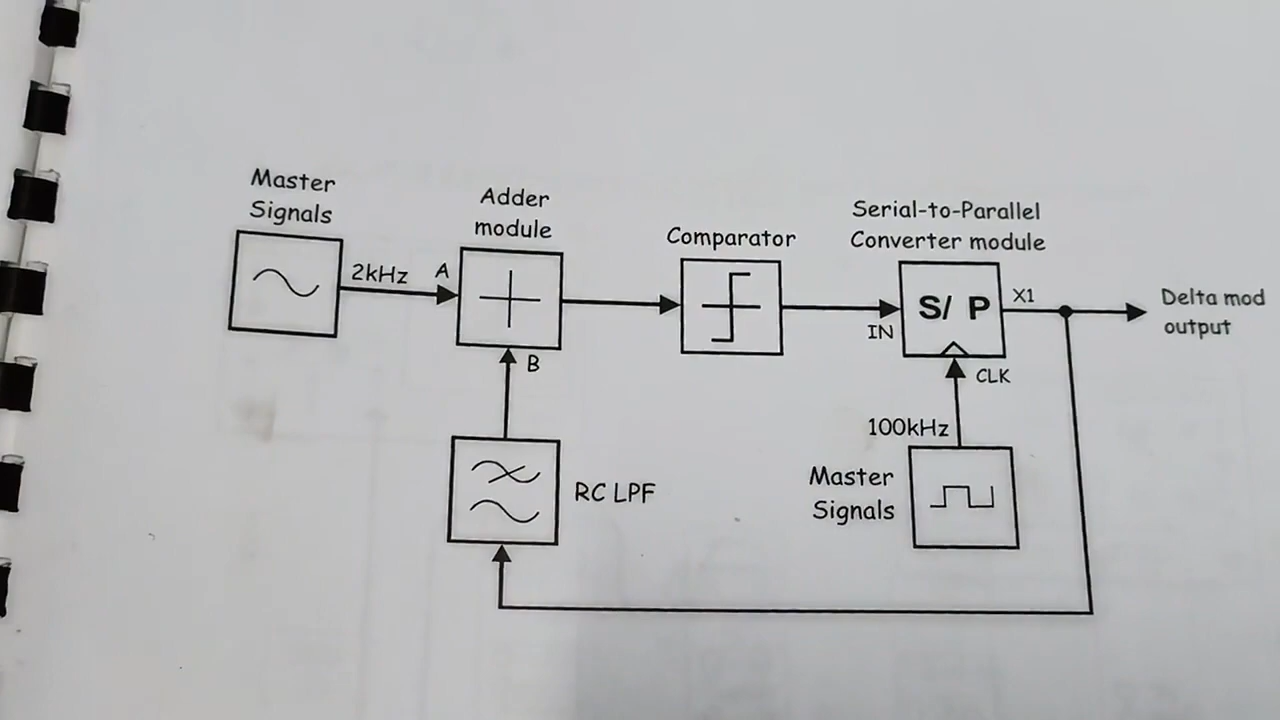 Master
Signals
2kHz
A
Adder
module
B
Comparator
Serial-to-Parallel
Converter module
IN
S/ P
X1
CLK
Delta mod
output
100kHz
Master
Signals
RC LPF